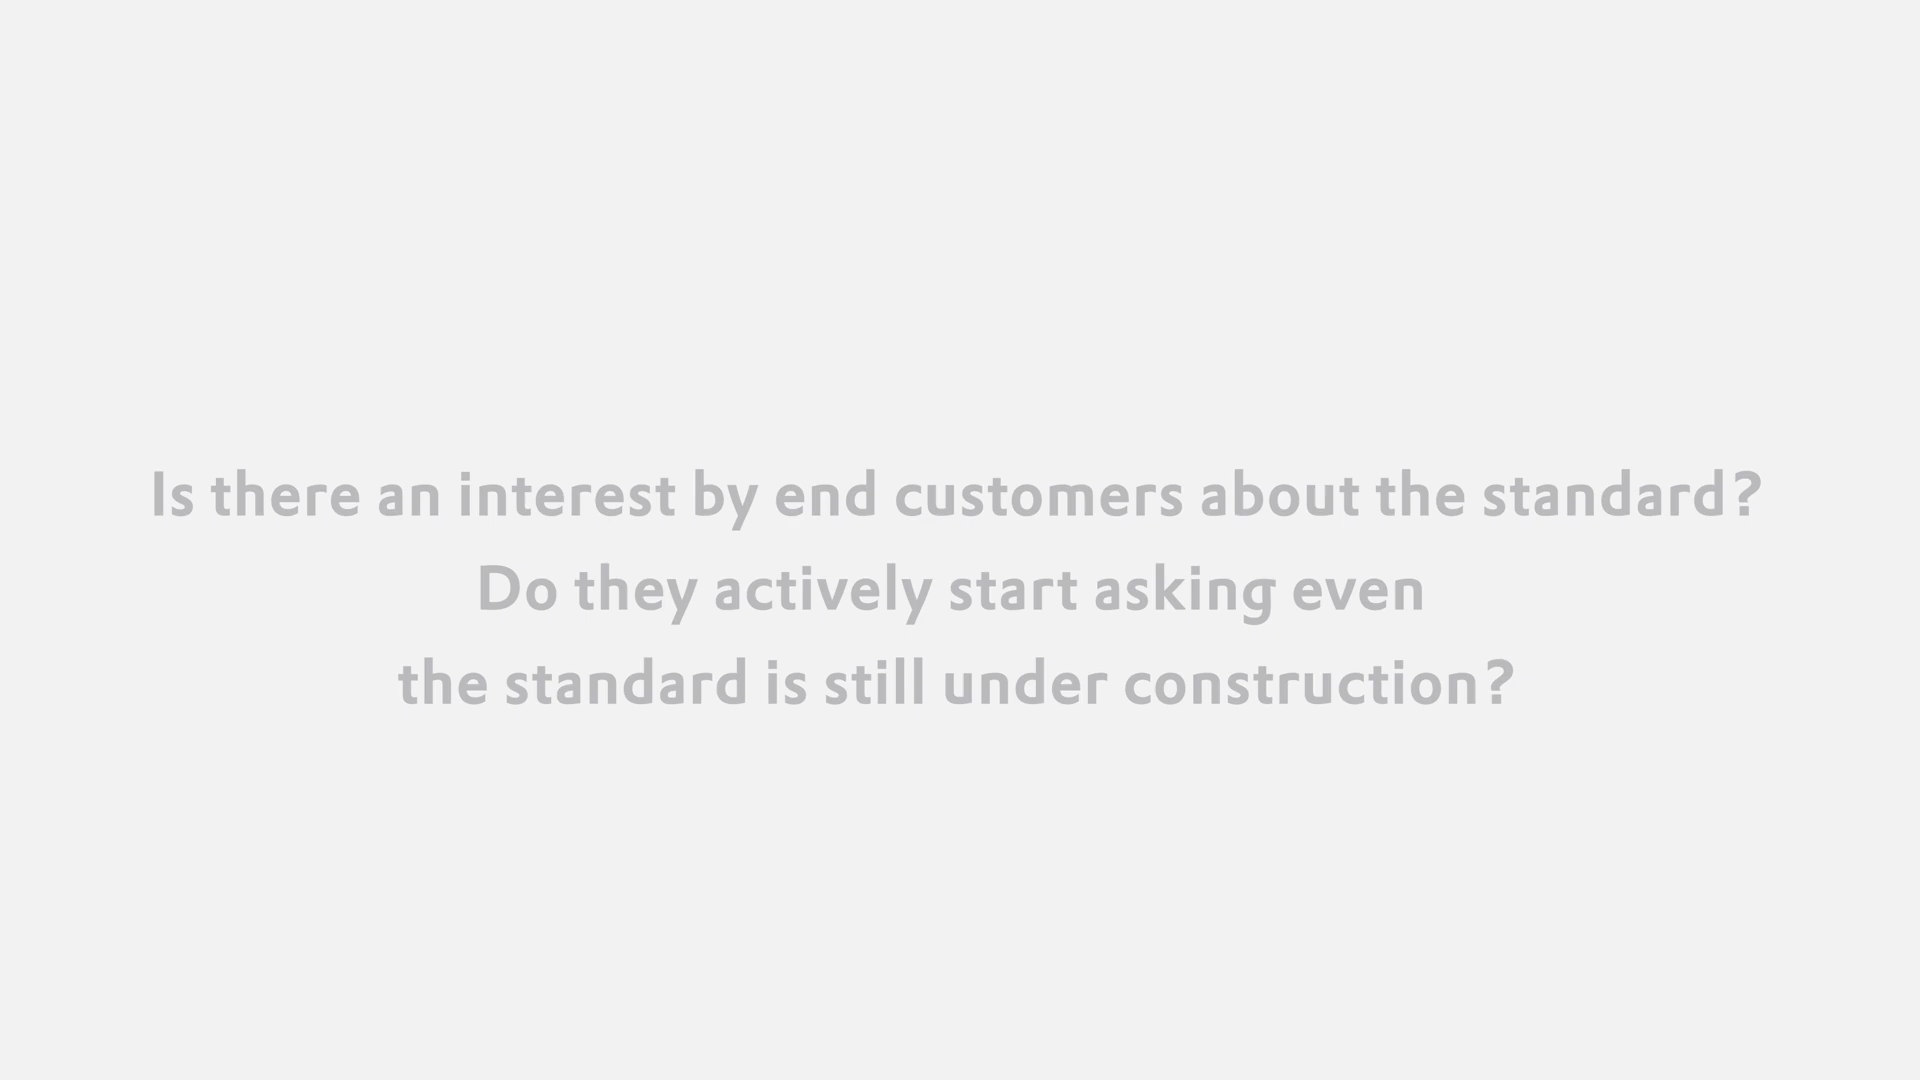 Is there an interest by end customers about the standard?
Do they actively start asking even
the standard is still under construction?